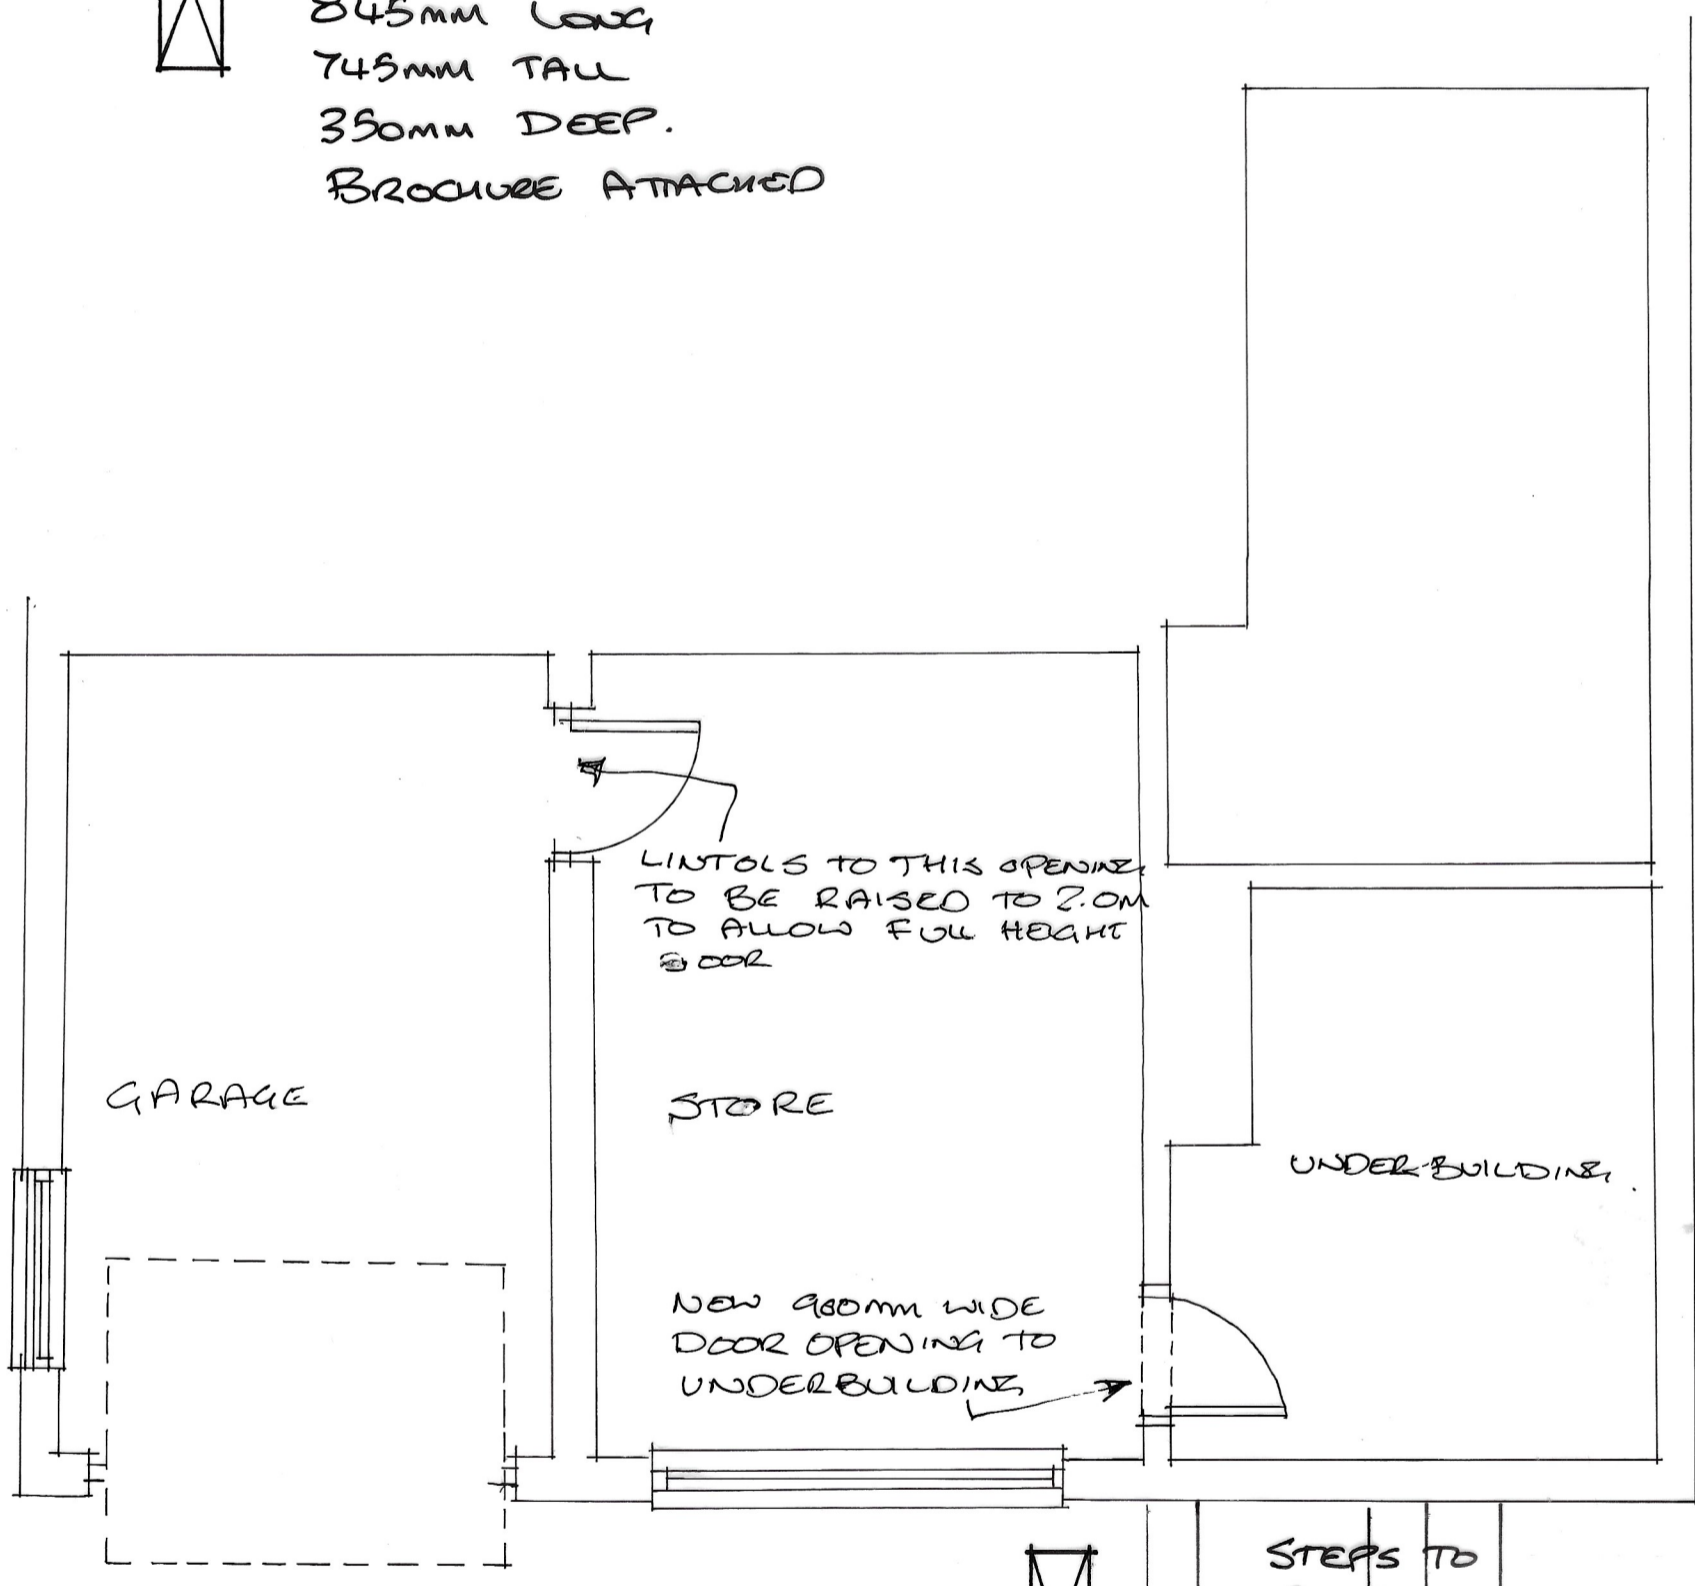 845mm LONG
745mm TALL
350mm DEEP.
BROCHURE ATTACHED
LINTOLS TO THIS OPENING
TO BE RAISED TO 2.0M
TO ALLOW FULL HEIGHT
DOOR
GARAGE
STORE
UNDER-BUILDING.
NEW 900mm WIDE
DOOR OPENING TO
UNDERBUILDING
STEPS TO